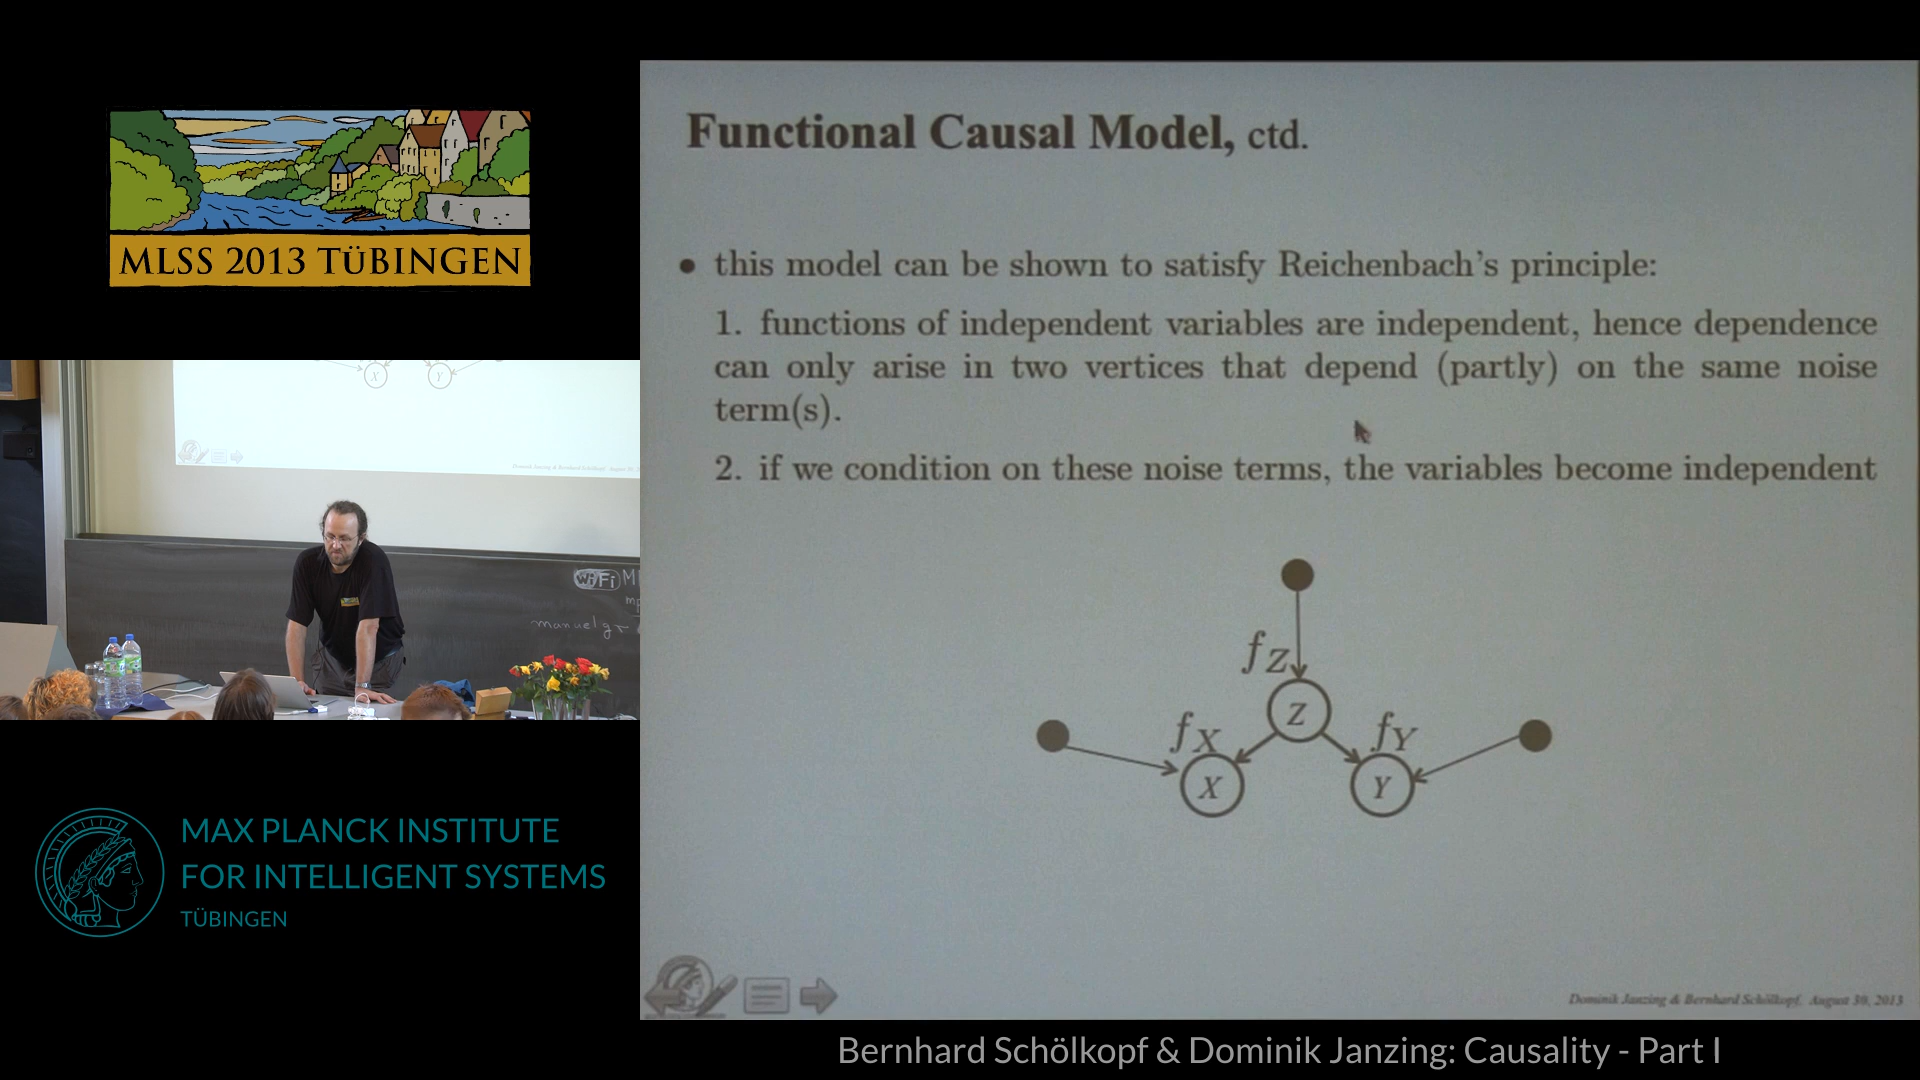 MLSS 2013 TÜBINGEN
Functional Causal Model, ctd.
• this model can be shown to satisfy Reichenbach's principle:
1. functions of independent variables are independent, hence dependence
can only arise in two vertices that depend (partly) on the same noise
term(s).
2. if we condition on these noise terms, the variables become independent
fZ
Z
fX
fY
X
Y
Dominik Janzing & Bernhard Schölkopf, August 30, 2013
X
Y
WiFi M
mp
manuelgr
MAX PLANCK INSTITUTE
FOR INTELLIGENT SYSTEMS
TÜBINGEN
Bernhard Schölkopf & Dominik Janzing: Causality - Part I